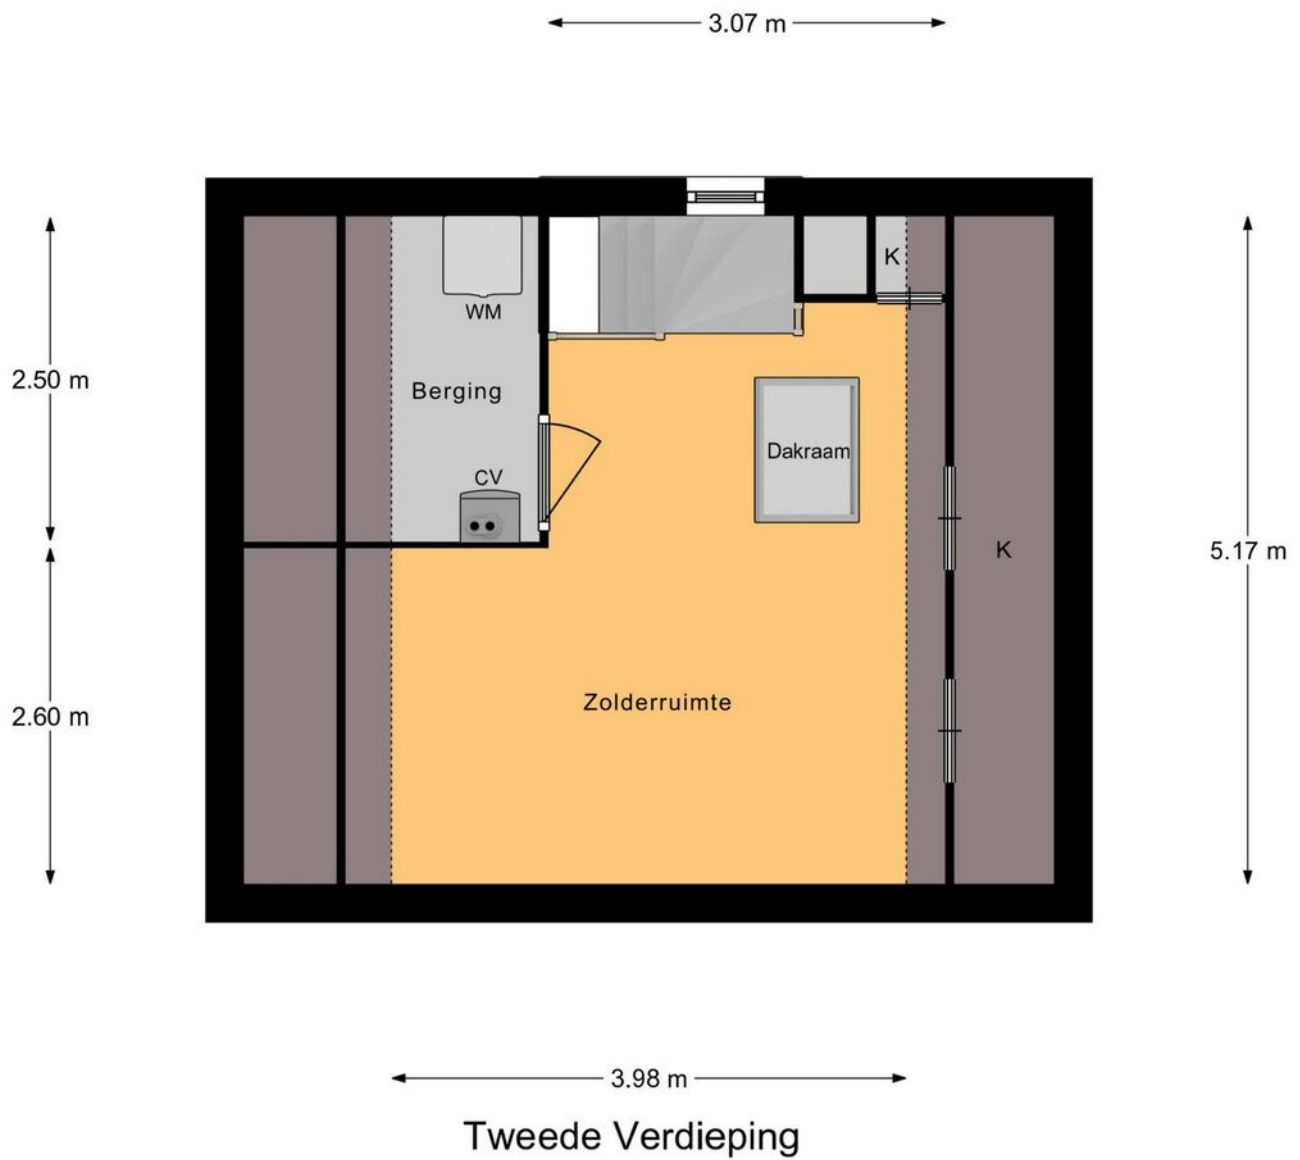 3.07 m
K
WM
2.50 m
Berging
Dakraam
CV
K
5.17 m
Zolderruimte
2.60 m
3.98 m
Tweede Verdieping